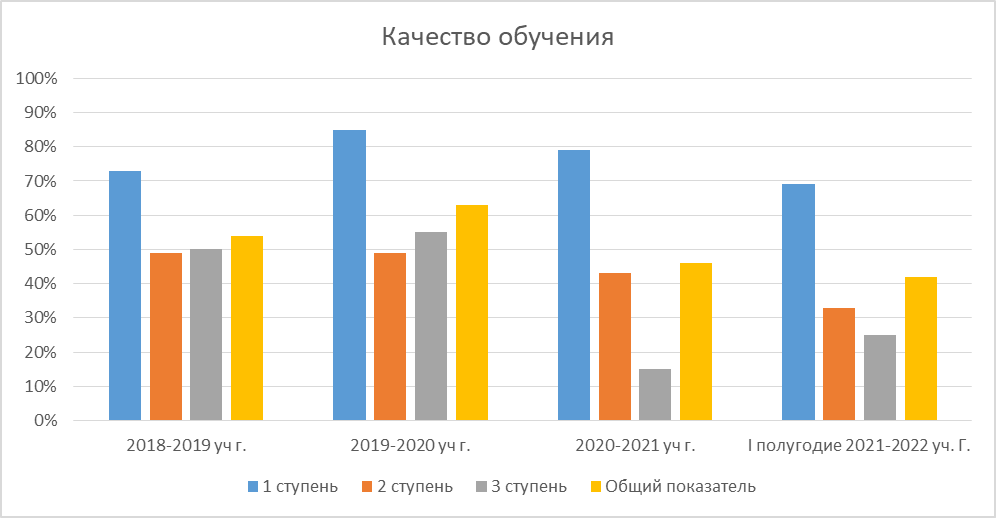 Качество обучения
100%
90%
80%
70%
60%
50%
40%
30%
20%
10%
0%
2018-2019 уч г.
2019-2020 уч г.
2020-2021 уч г.
I полугодие 2021-2022 уч. Г.
1 ступень
2 ступень
3 ступень
Общий показатель